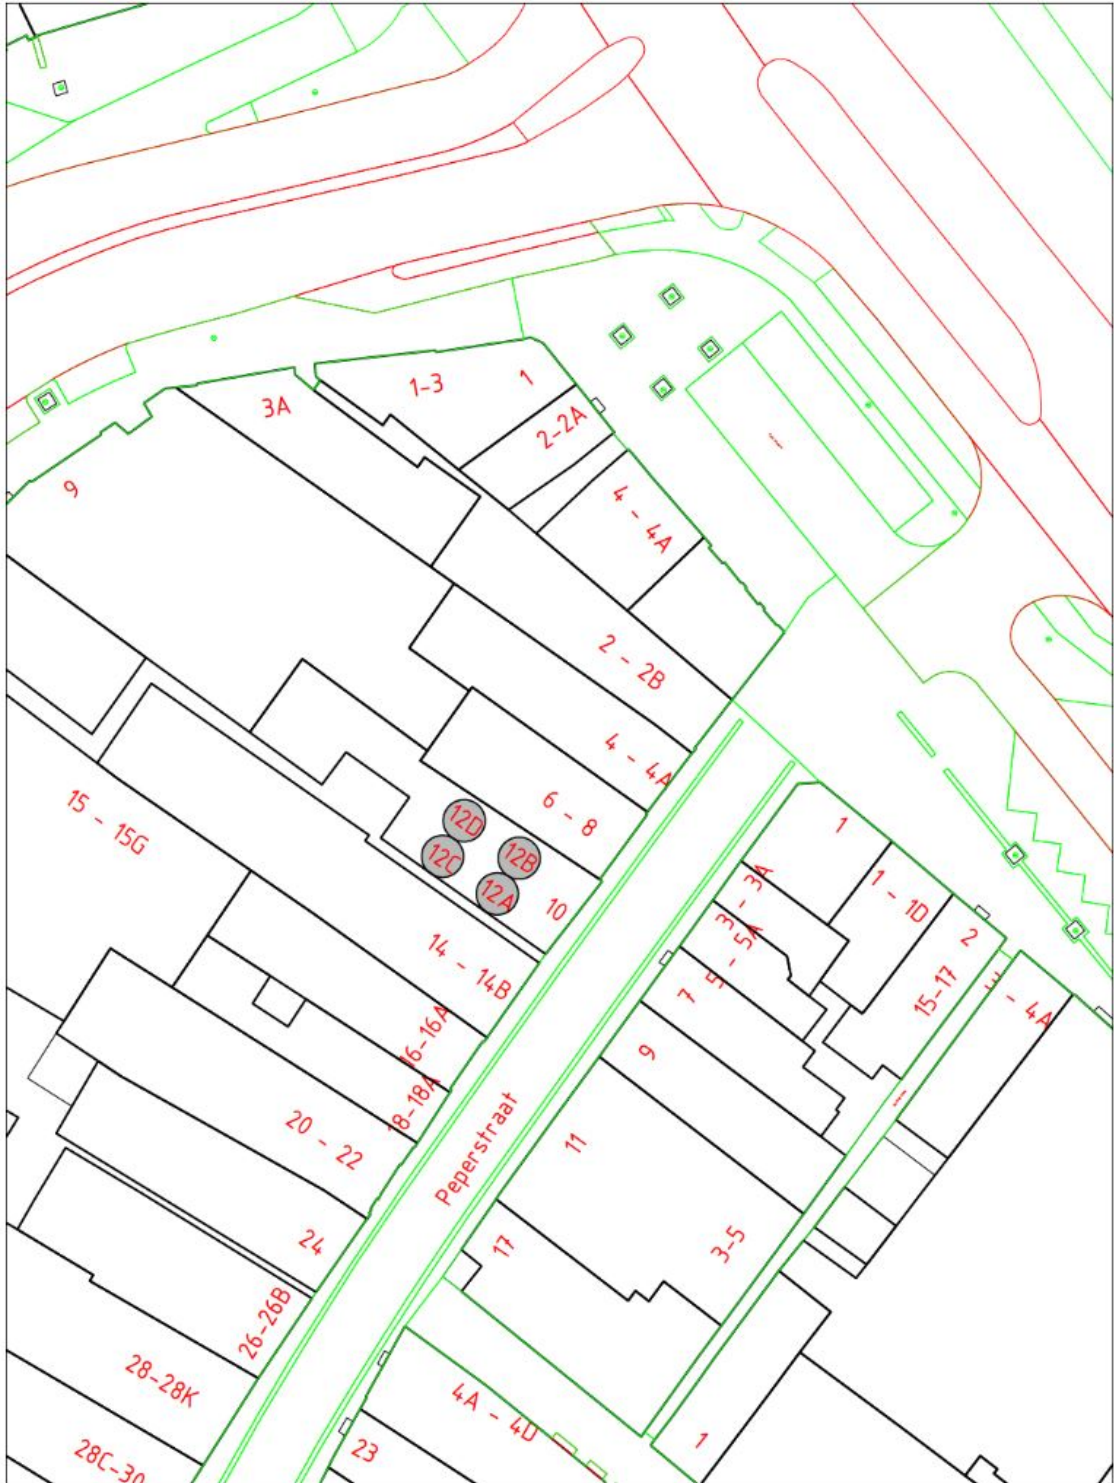 1-3
1
3A
2-2A
9
4 - 4A
2 - 2B
4 - 4A
6 - 8
12D
12C
12B
12A
10
15 - 15G
14 - 14B
16-16A
18-18A
20 - 22
24
26-26B
28-28K
28C-30
Peperstraat
1
3 - 3A
1 - 1D
2
5 - 5A
7
15-17
3 - 4A
9
11
17
3-5
4A - 4D
23
1